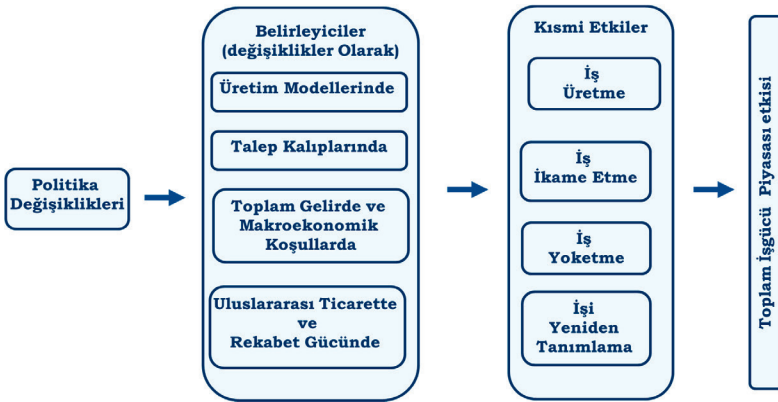 Politika
Değişiklikleri
Belirleyiciler
(değişiklikler Olarak)
Üretim Modellerinde
Talep Kalıplarında
Toplam Gelirde ve
Makroekonomik
Koşullarda
Uluslararası Ticarette
ve
Rekabet Gücünde
Kısmi Etkiler
İş
Üretme
İş
İkame Etme
İş
Yoketme
İşi
Yeniden
Tanımlama
Toplam İşgücü Piyasası etkisi